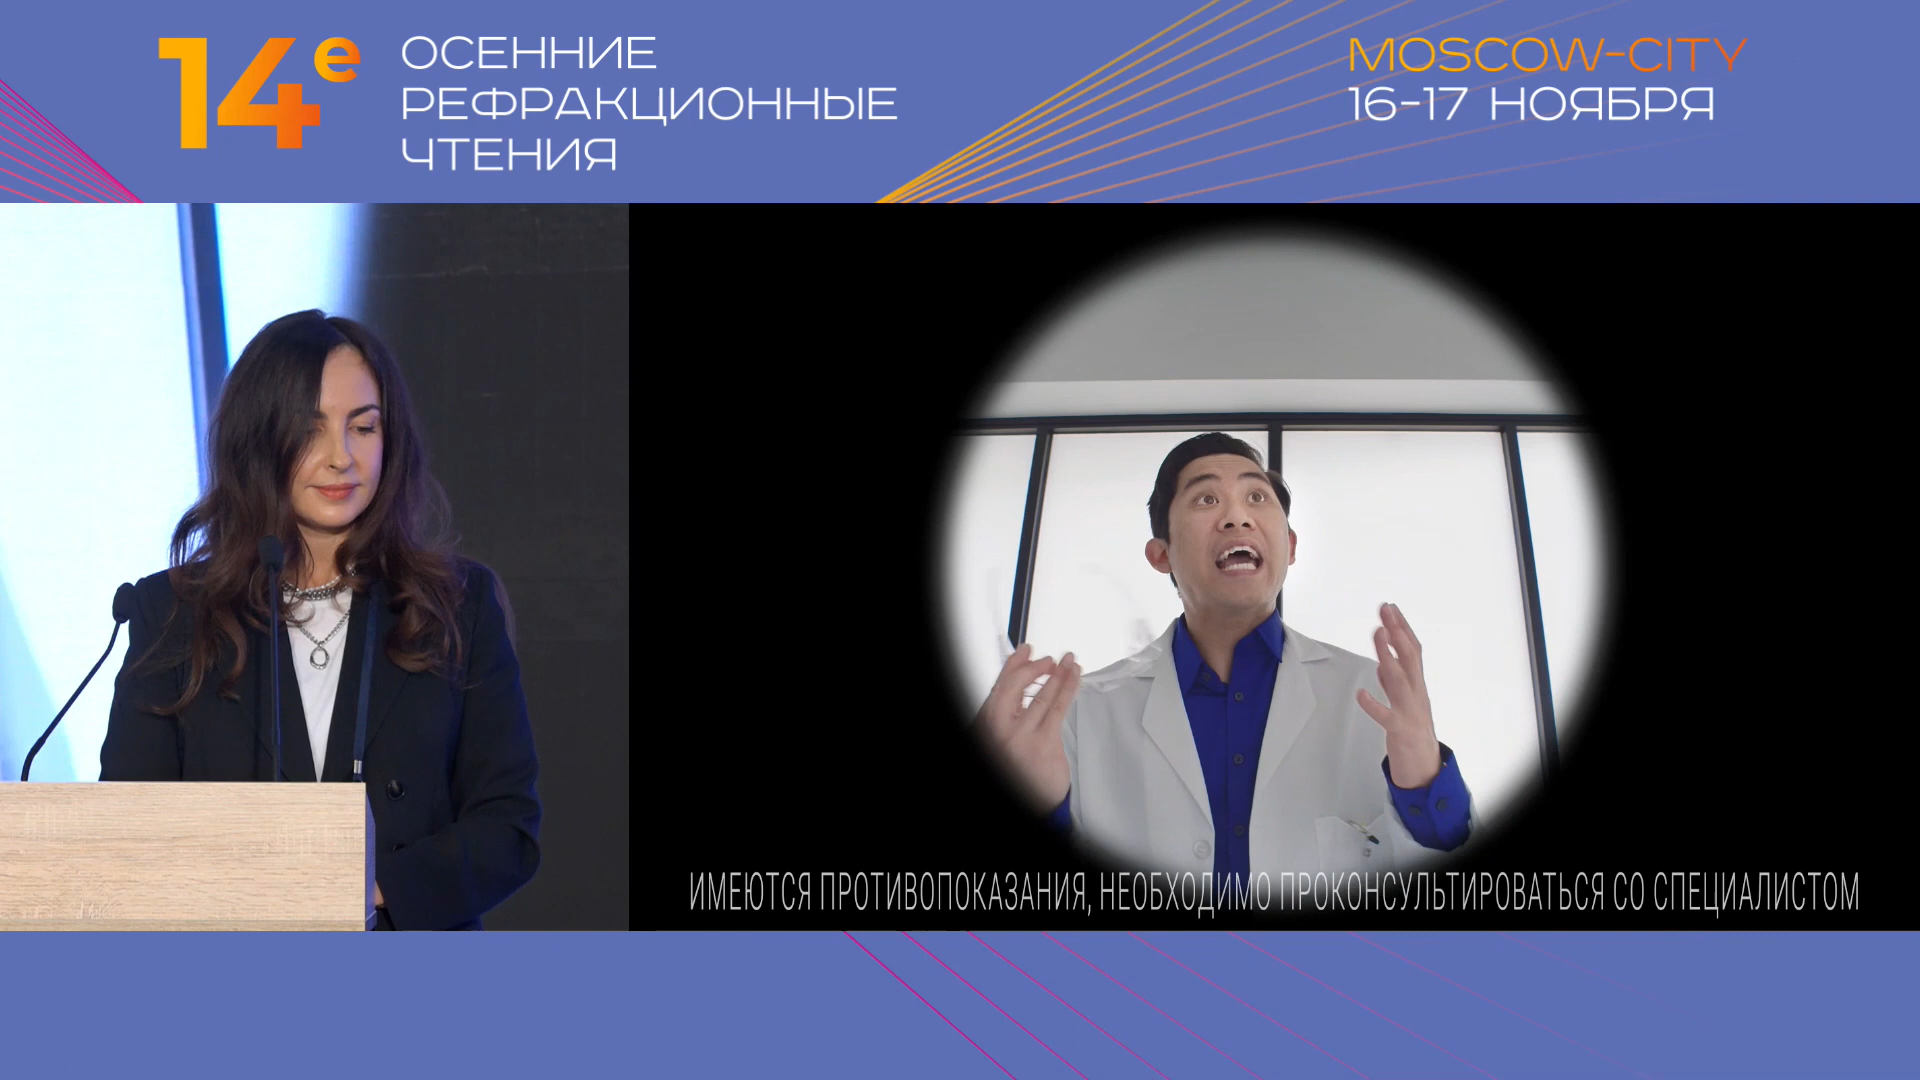 14е
ОСЕННИЕ
РЕФРАКЦИОННЫЕ
ЧТЕНИЯ
MOSCOW-CITY
16-17 НОЯБРЯ
ИМЕЮТСЯ ПРОТИВОПОКАЗАНИЯ, НЕОБХОДИМО ПРОКОНСУЛЬТИРОВАТЬСЯ СО СПЕЦИАЛИСТОМ